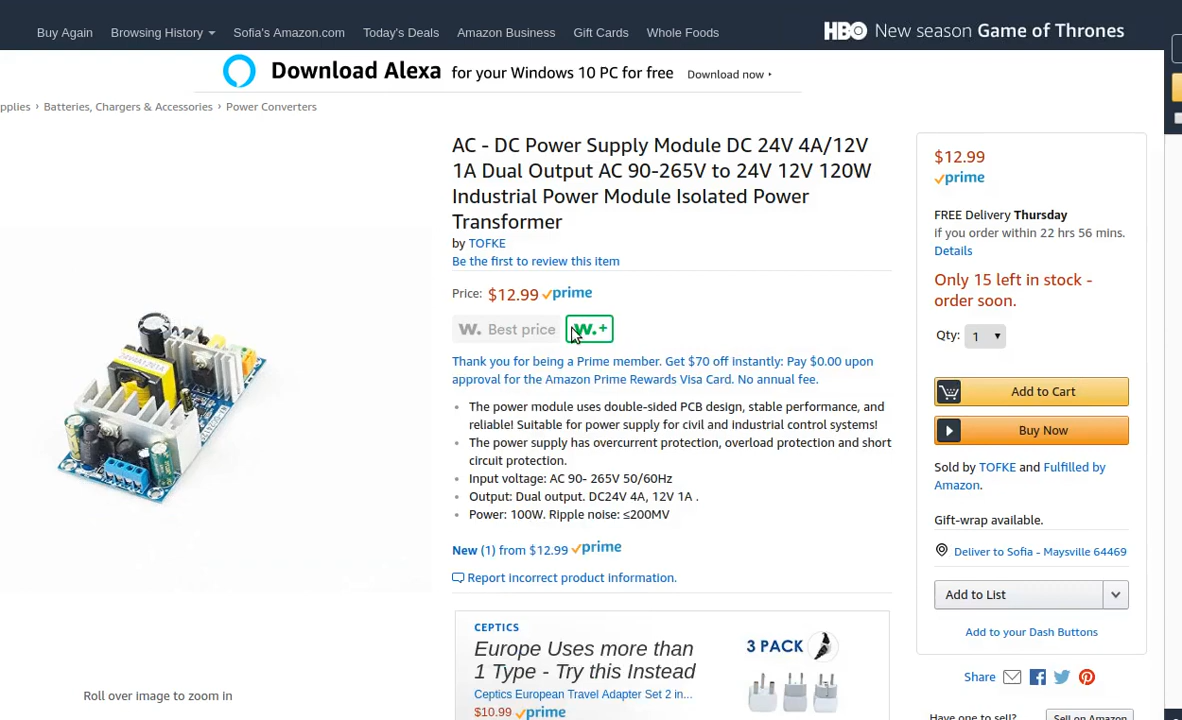 Buy Again Browsing History Sofia's Amazon.com Today's Deals Amazon Business Gift Cards Whole Foods
HBO New season Game of Thrones
Download Alexa for your Windows 10 PC for free Download now ▸
pplies › Batteries, Chargers & Accessories › Power Converters
AC - DC Power Supply Module DC 24V 4A/12V
1A Dual Output AC 90-265V to 24V 12V 120W
Industrial Power Module Isolated Power
Transformer
by TOFKE
Be the first to review this item
Price: $12.99 prime
W. Best price W.+
Thank you for being a Prime member. Get $70 off instantly: Pay $0.00 upon
approval for the Amazon Prime Rewards Visa Card. No annual fee.
• The power module uses double-sided PCB design, stable performance, and
reliable! Suitable for power supply for civil and industrial control systems!
• The power supply has overcurrent protection, overload protection and short
circuit protection.
• Input voltage: AC 90- 265V 50/60Hz
• Output: Dual output. DC24V 4A, 12V 1A .
• Power: 100W. Ripple noise: ≤200MV
New (1) from $12.99 prime
Report incorrect product information.
CEPTICS
Europe Uses more than
1 Type - Try this Instead
Ceptics European Travel Adapter Set 2 in...
$10.99 prime
3 PACK
Roll over image to zoom in
$12.99
prime
FREE Delivery Thursday
if you order within 22 hrs 56 mins.
Details
Only 15 left in stock -
order soon.
Qty: 1
Add to Cart
Buy Now
Sold by TOFKE and Fulfilled by
Amazon.
Gift-wrap available.
Deliver to Sofia - Maysville 64469
Add to List
Add to your Dash Buttons
Share
Have one to sell? Sell on Amazon